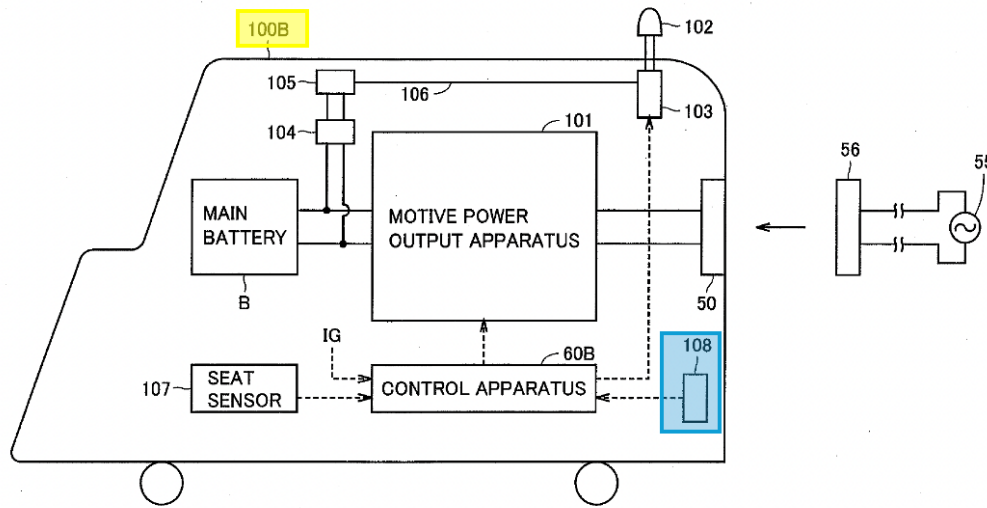 100B
102
105
106
103
104
101
56
55
MAIN
BATTERY
MOTIVE POWER
OUTPUT APPARATUS
B
50
IG
60B
108
107
SEAT
SENSOR
CONTROL APPARATUS